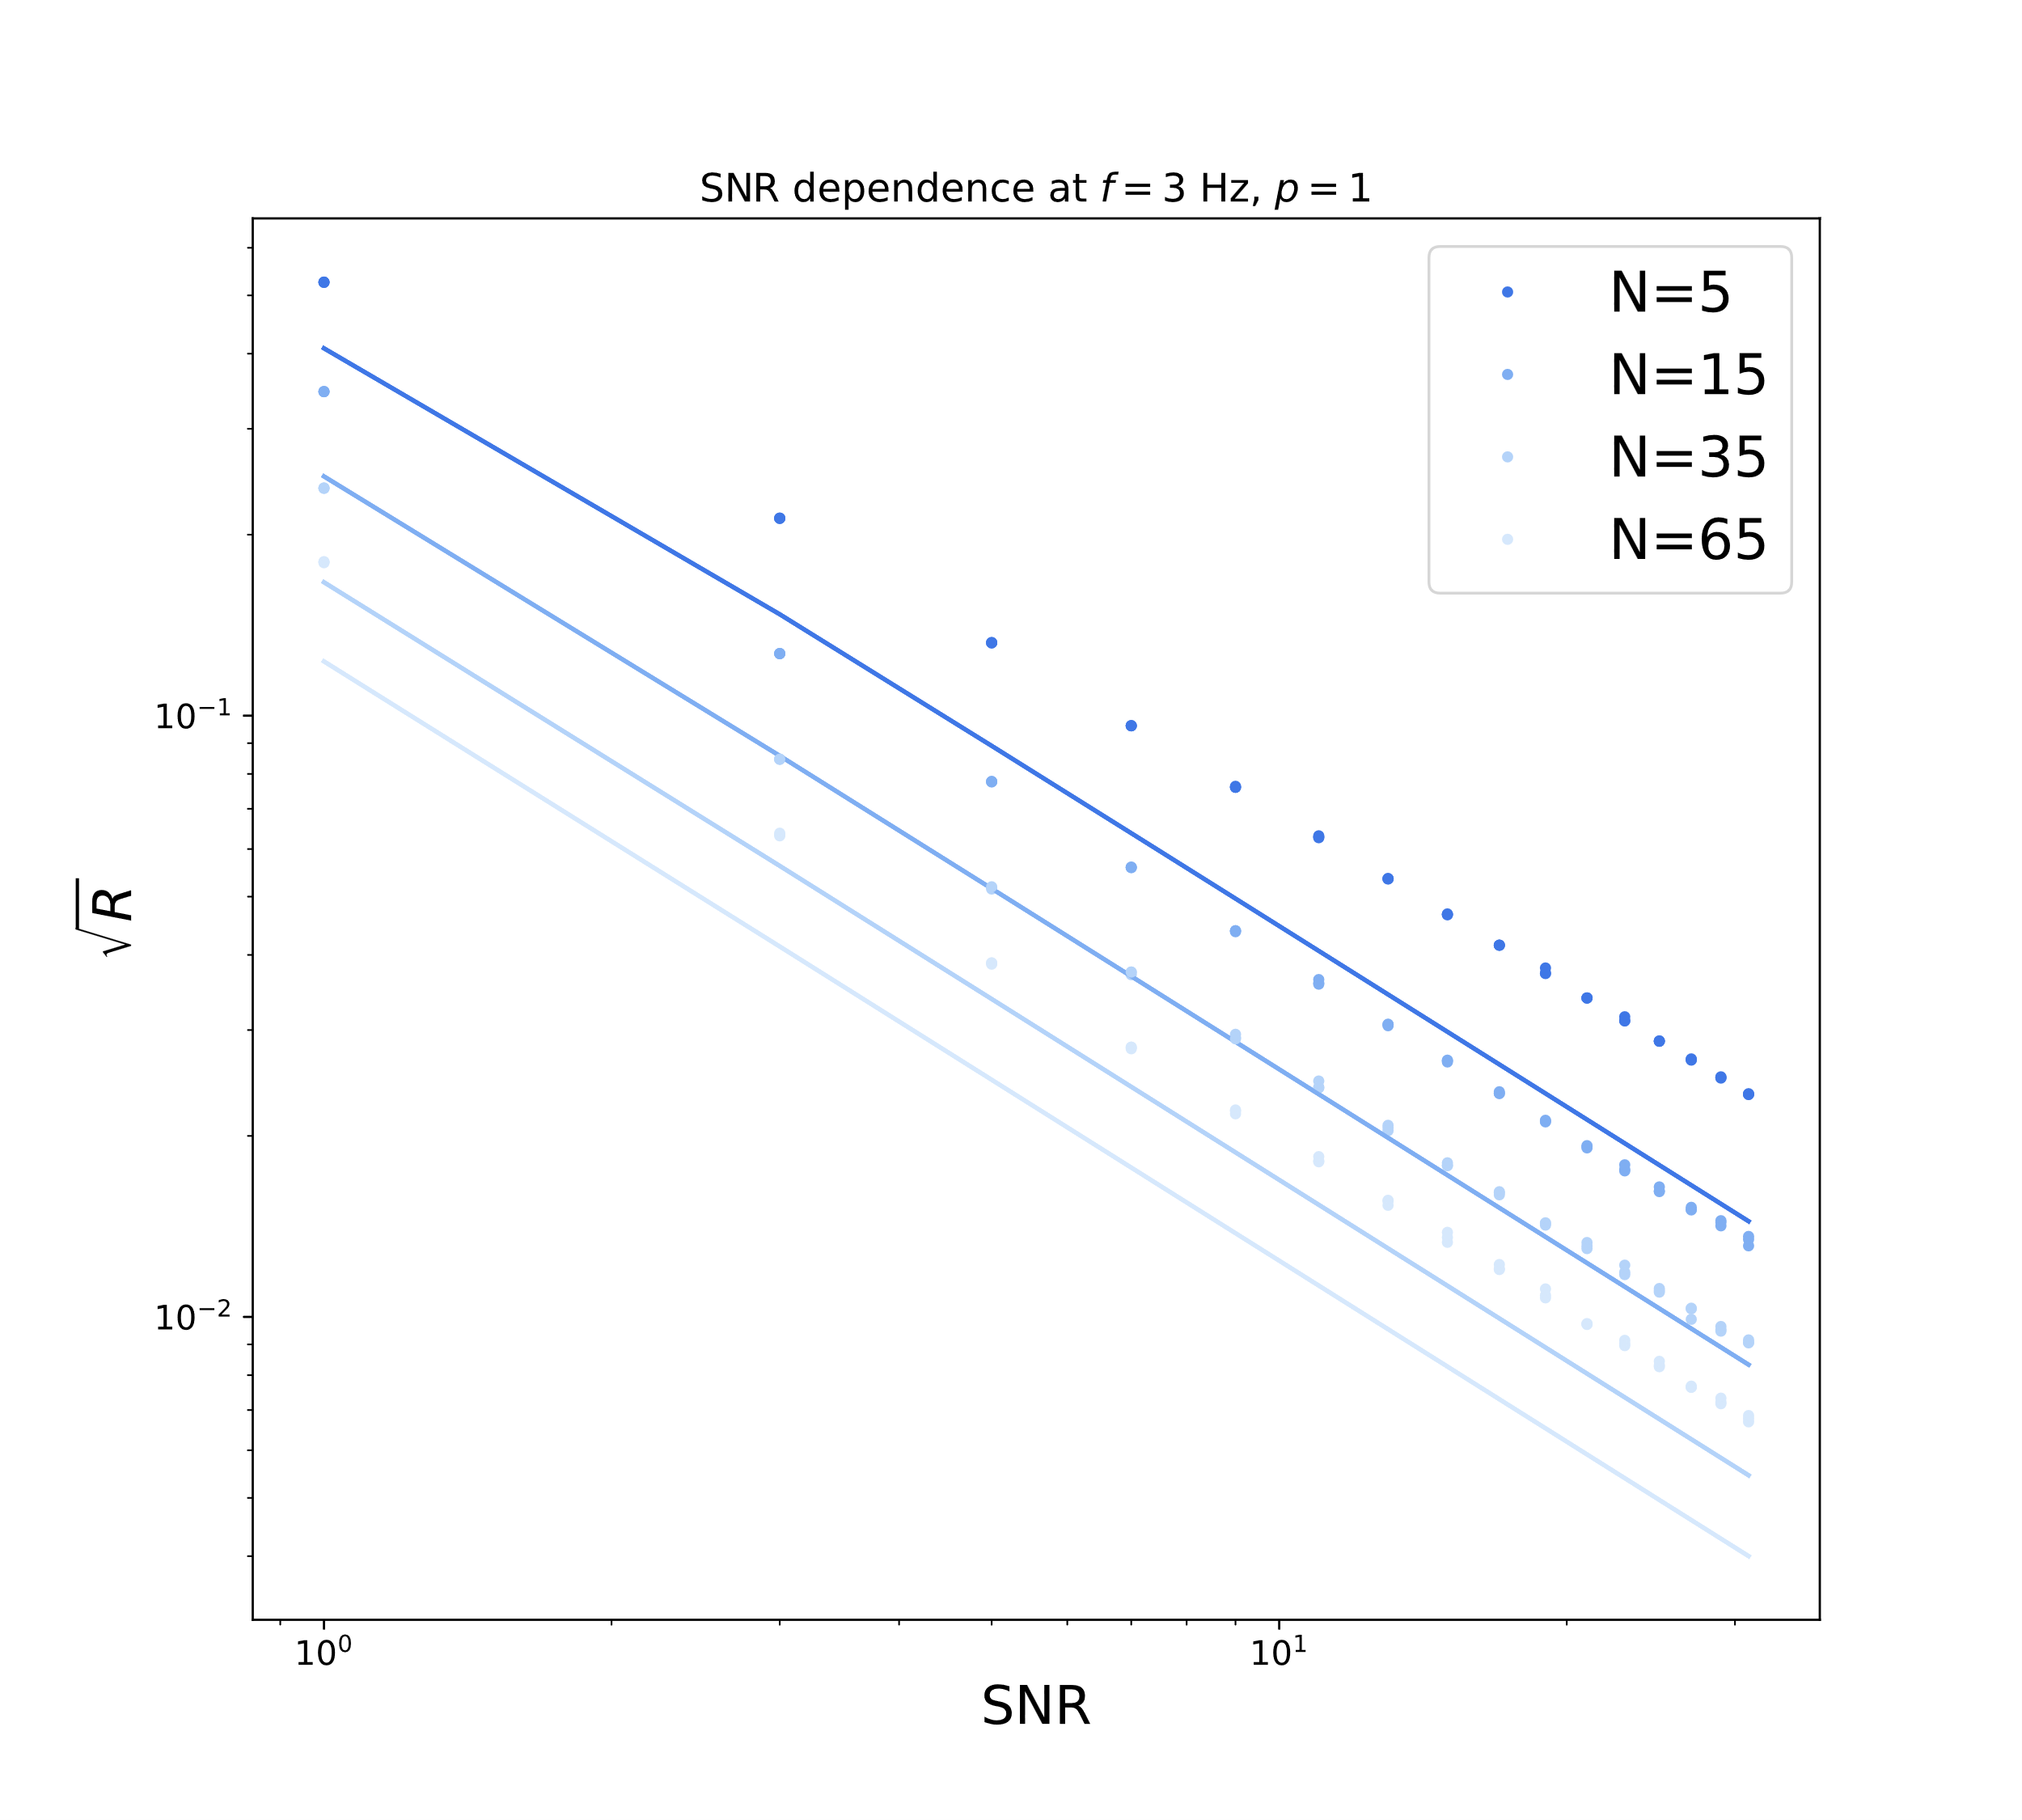 SNR dependence at f = 3 Hz, p = 1
N=5
N=15
N=35
N=65
10⁻¹
√R
10⁻²
10⁰
10¹
SNR